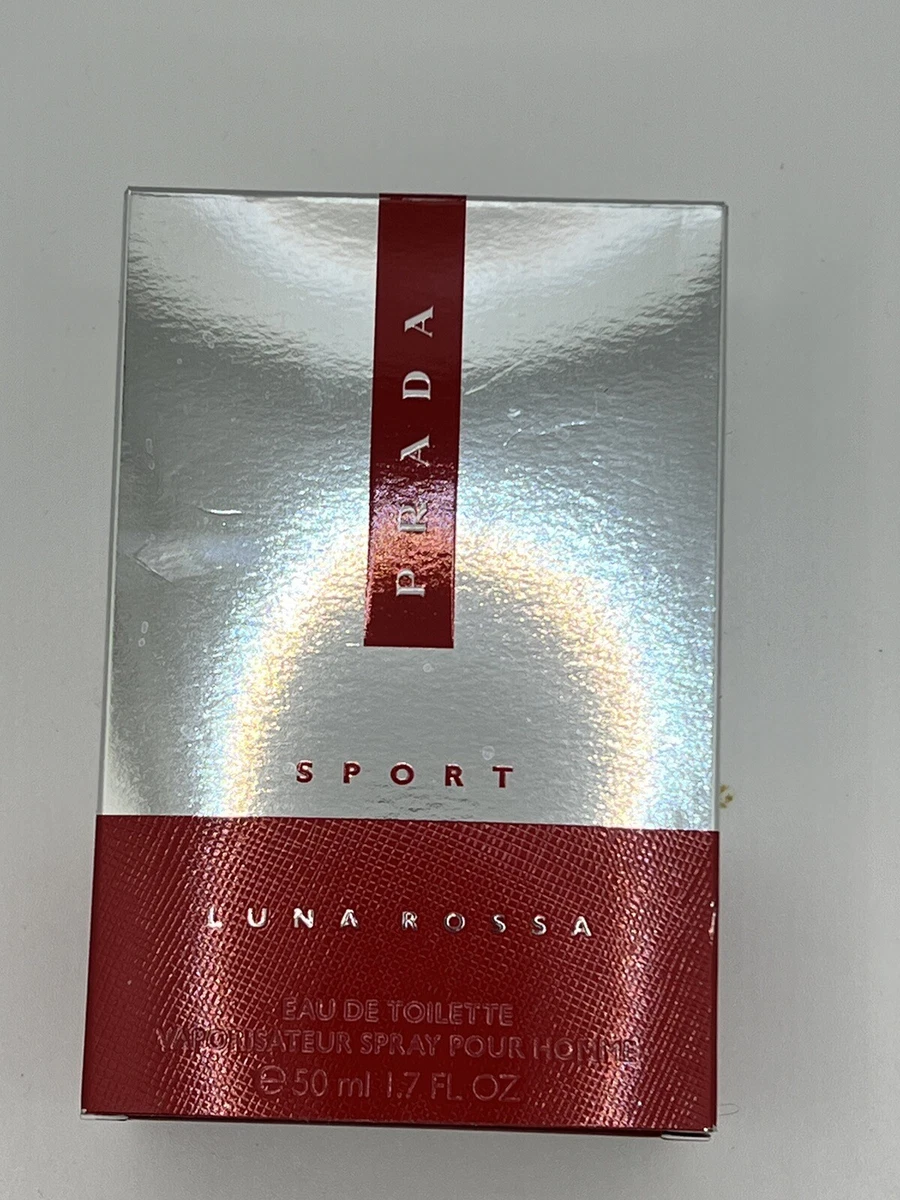 PRADA
SPORT
LUNA ROSSA
EAU DE TOILETTE
VAPORISATEUR SPRAY POUR HOMME
℮50 ml 1.7 FL. OZ